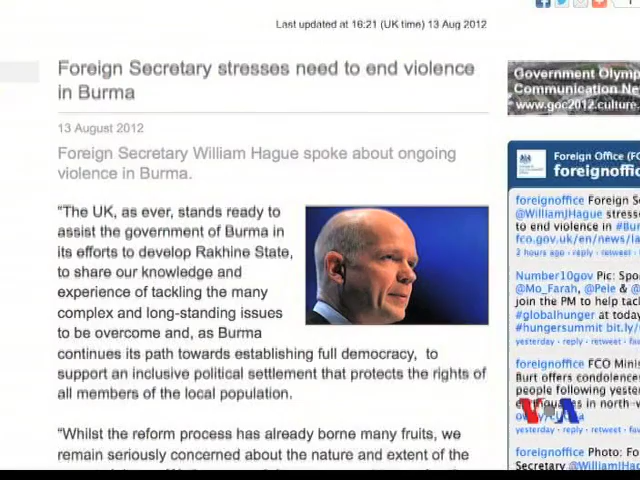 Last updated at 16:21 (UK time) 13 Aug 2012
Foreign Secretary stresses need to end violence
in Burma
13 August 2012
Foreign Secretary William Hague spoke about ongoing
violence in Burma.
"The UK, as ever, stands ready to
assist the government of Burma in
its efforts to develop Rakhine State,
to share our knowledge and
experience of tackling the many
complex and long-standing issues
to be overcome and, as Burma
continues its path towards establishing full democracy, to
support an inclusive political settlement that protects the rights of
all members of the local population.
"Whilst the reform process has already borne many fruits, we
remain seriously concerned about the nature and extent of the
Government Olymp
Communication Ne
www.goc2012.culture.
Foreign Office (FC
foreignoffic
foreignoffice Foreign S
@WilliamJHague stress
to end violence in #Bur
fco.gov.uk/en/news/la
2 hours ago · reply · retweet ·
Number10gov Pic: Spo
@Mo_Farah, @Pele & @
join the PM to help tack
#globalhunger at today
#hungersummit bit.ly/
yesterday · reply · retweet · fav
foreignoffice FCO Minis
Burt offers condolence
people following yeste
earthquakes in north-w
VOA
yesterday · reply · retweet · fav
foreignoffice Photo: Fo
Secretary @WilliamJHag